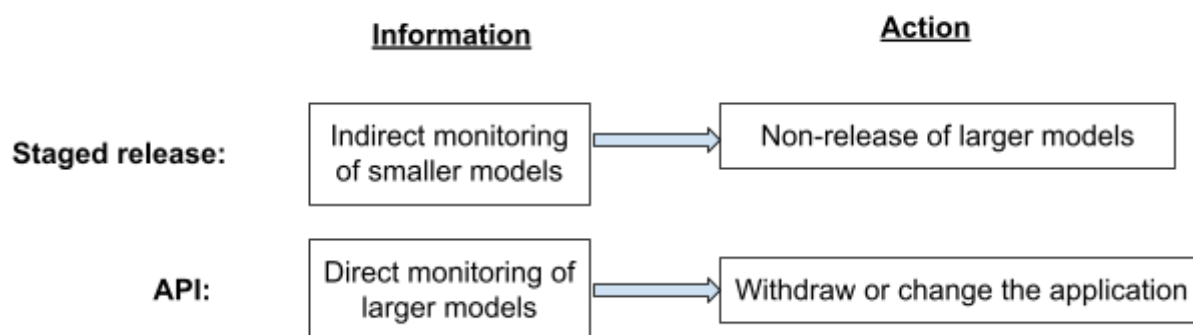 Information
Action
Staged release:
Indirect monitoring
of smaller models
Non-release of larger models
API:
Direct monitoring of
larger models
Withdraw or change the application